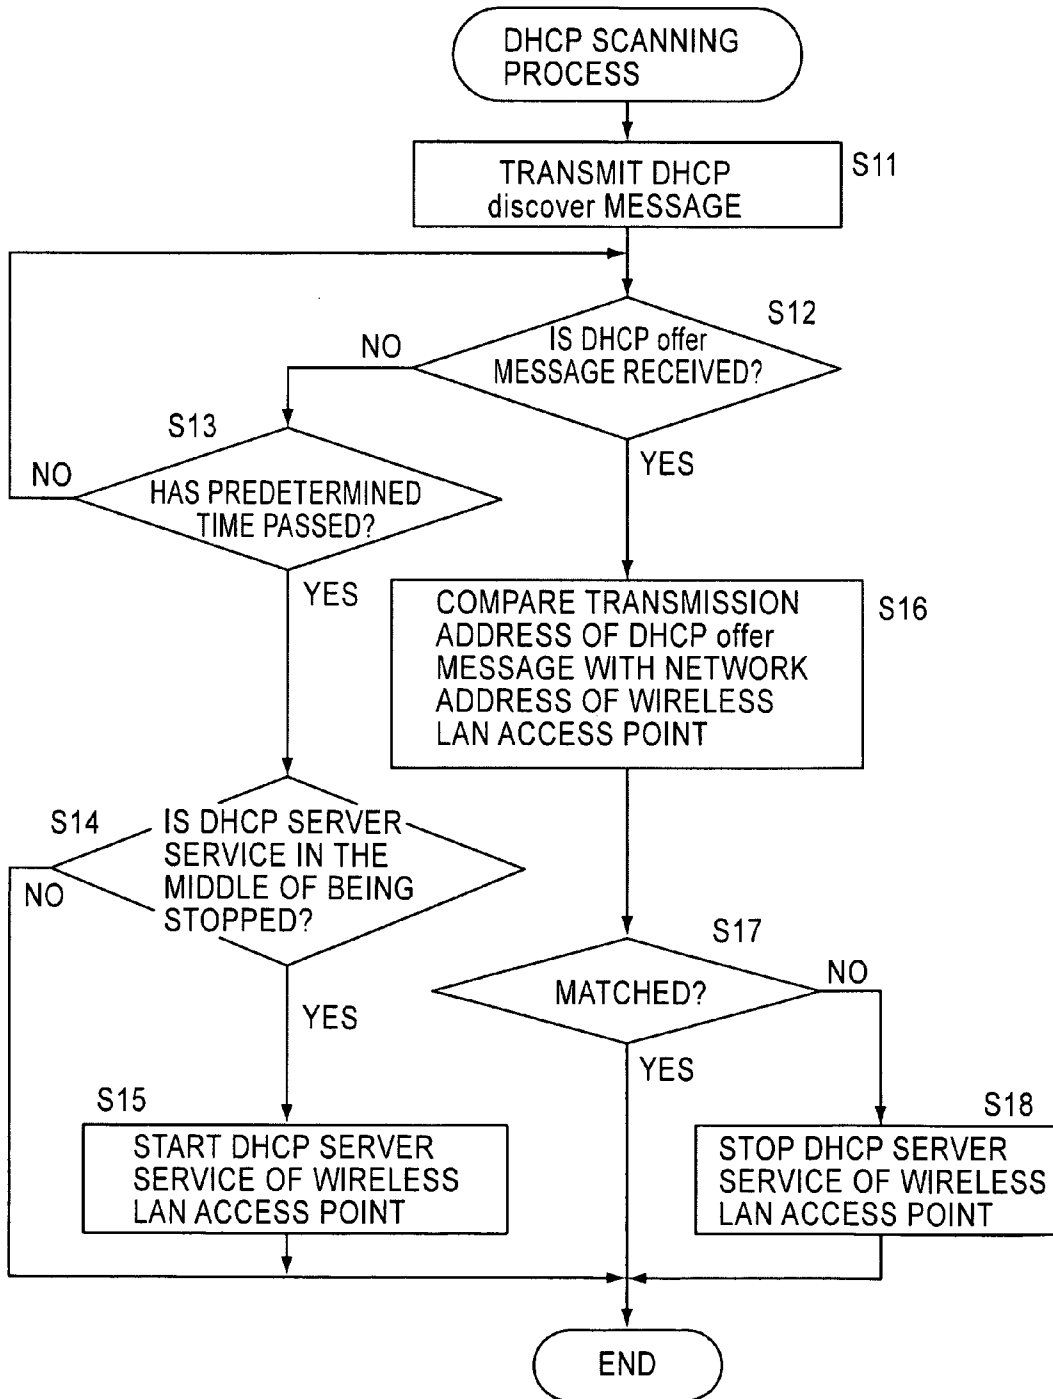 DHCP SCANNING
PROCESS
TRANSMIT DHCP
discover MESSAGE
S11
S12
IS DHCP offer
MESSAGE RECEIVED?
NO
YES
S13
HAS PREDETERMINED
TIME PASSED?
NO
YES
COMPARE TRANSMISSION
ADDRESS OF DHCP offer
MESSAGE WITH NETWORK
ADDRESS OF WIRELESS
LAN ACCESS POINT
S16
S14
IS DHCP SERVER
SERVICE IN THE
MIDDLE OF BEING
STOPPED?
NO
YES
S17
MATCHED?
NO
YES
S15
START DHCP SERVER
SERVICE OF WIRELESS
LAN ACCESS POINT
S18
STOP DHCP SERVER
SERVICE OF WIRELESS
LAN ACCESS POINT
END